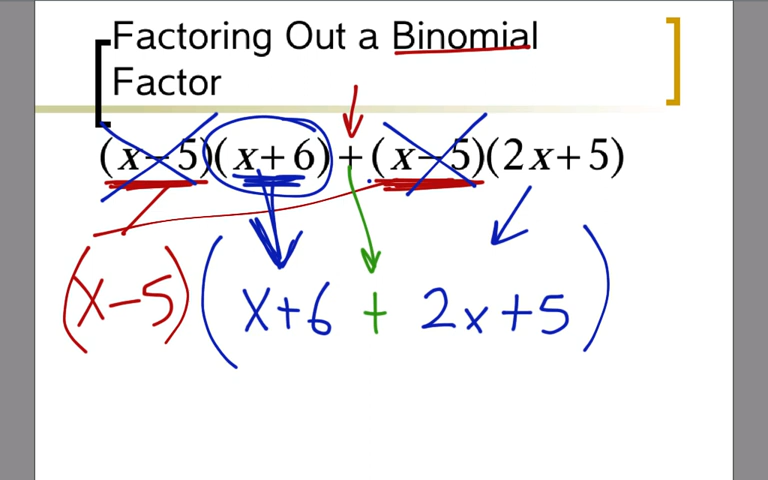 Factoring Out a Binomial
Factor
(x−5)(x+6)+(x−5)(2x+5)
(x−5)(x+6 + 2x+5)